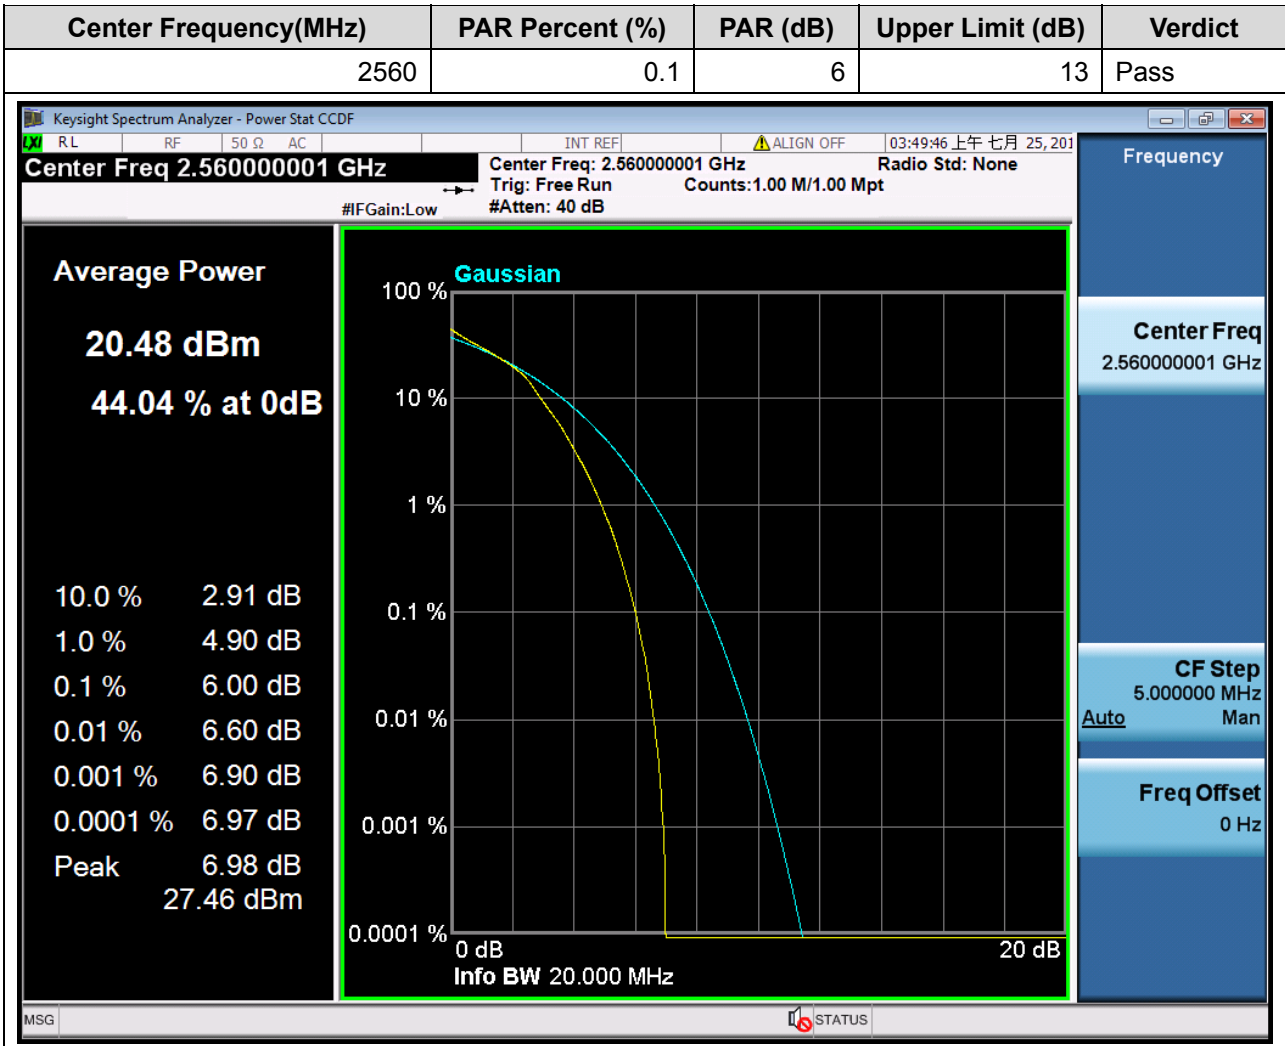 Center Frequency(MHz) PAR Percent (%) PAR (dB) Upper Limit (dB) Verdict
2560 0.1 6 13 Pass
Keysight Spectrum Analyzer - Power Stat CCDF
LXI RL RF 50 Ω AC INT REF ALIGN OFF 03:49:46 上午 七月 25, 201
Center Freq 2.560000001 GHz
Center Freq: 2.560000001 GHz Radio Std: None
Trig: Free Run Counts:1.00 M/1.00 Mpt
#IFGain:Low #Atten: 40 dB
Average Power
20.48 dBm
44.04 % at 0dB
10.0 % 2.91 dB
1.0 % 4.90 dB
0.1 % 6.00 dB
0.01 % 6.60 dB
0.001 % 6.90 dB
0.0001 % 6.97 dB
Peak 6.98 dB
27.46 dBm
Gaussian
100 %
10 %
1 %
0.1 %
0.01 %
0.001 %
0.0001 %
0 dB 20 dB
Info BW 20.000 MHz
Frequency
Center Freq
2.560000001 GHz
CF Step
5.000000 MHz
Auto Man
Freq Offset
0 Hz
MSG STATUS